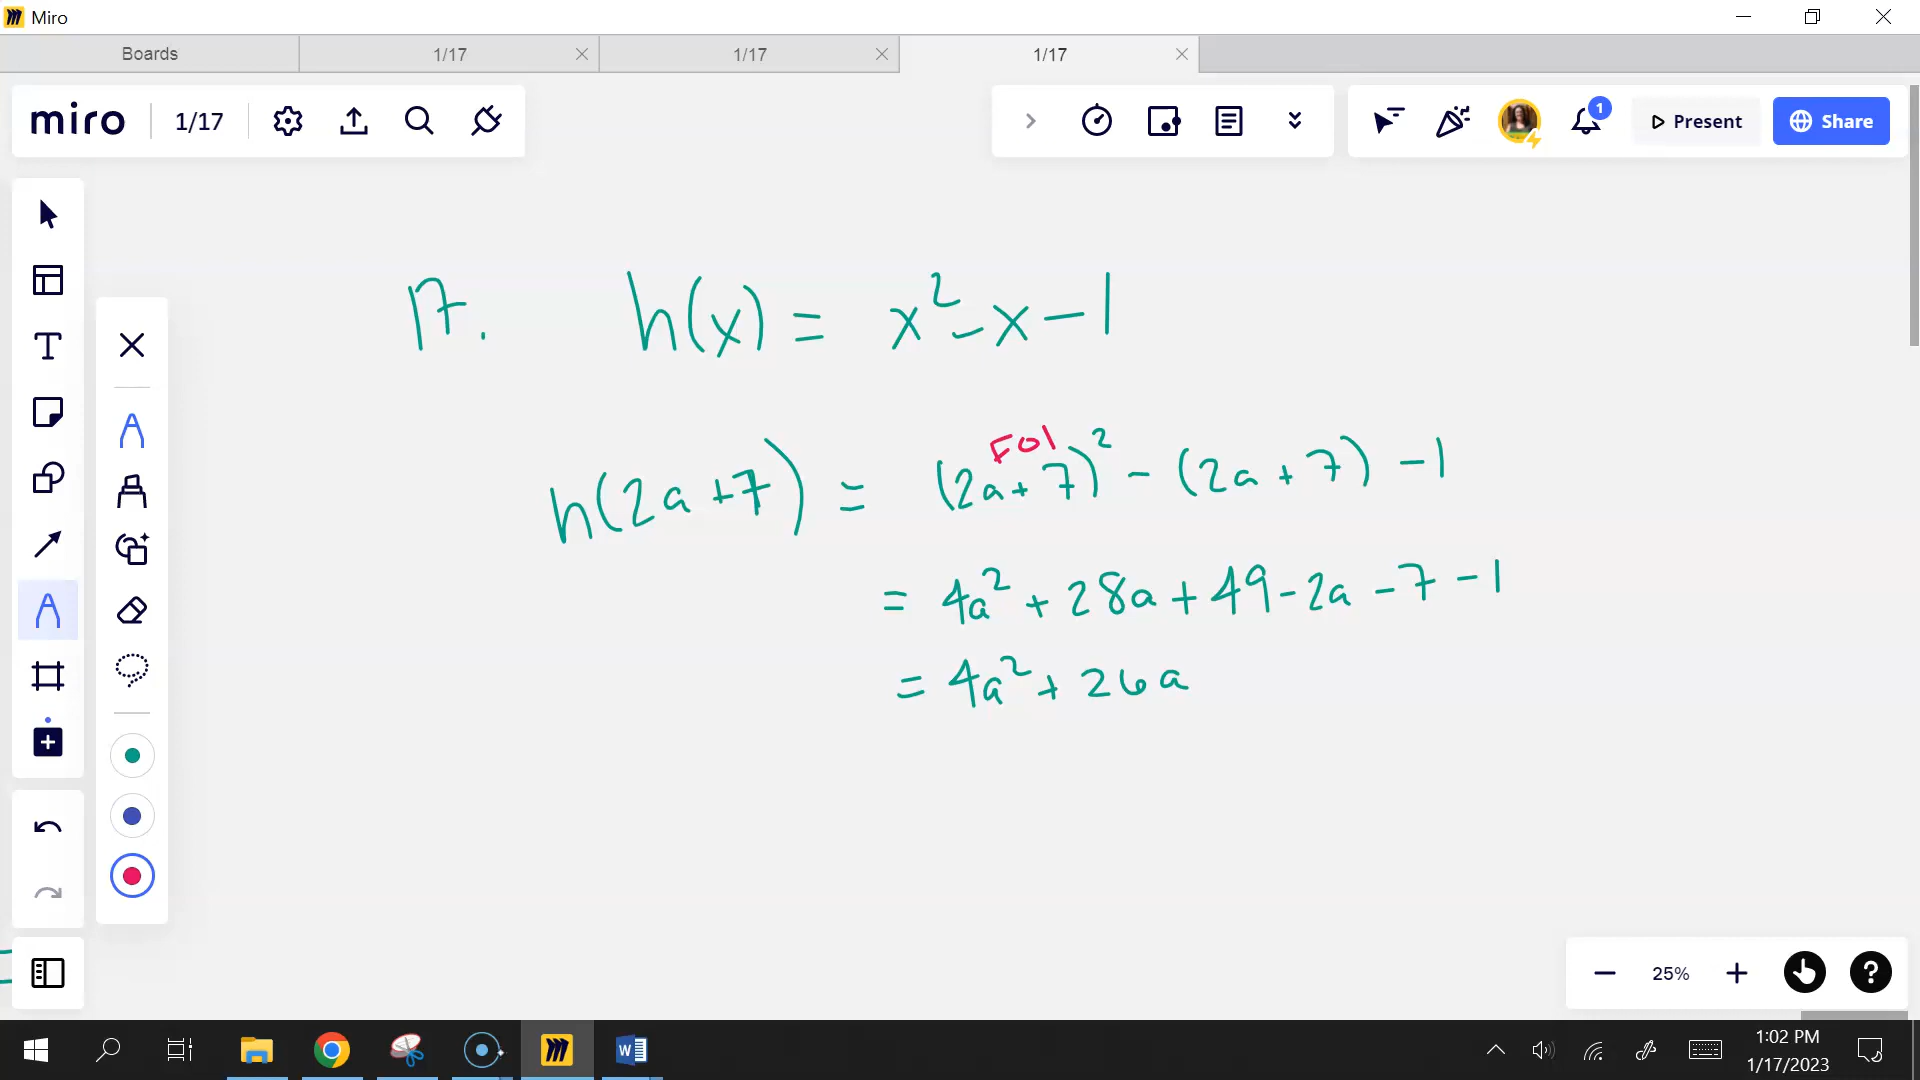 Miro
Boards 1/17 1/17 1/17
miro 1/17 1 Present Share
17. h(x) = x² - x - 1
FOI
h(2a+7) = (2a+7)² - (2a+7) - 1
= 4a² + 28a + 49 - 2a - 7 - 1
= 4a² + 26a
25%
1:02 PM
1/17/2023